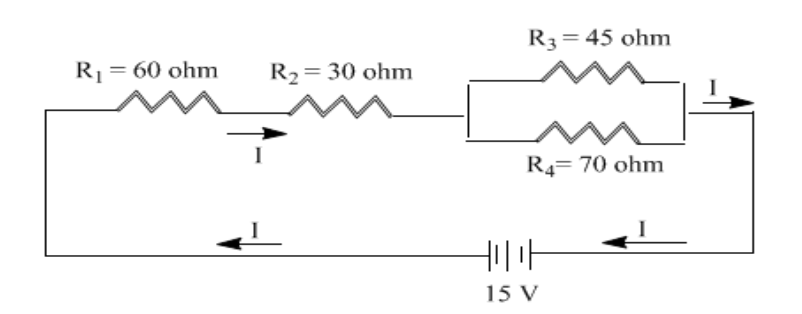 R₃ = 45 ohm
R₁ = 60 ohm
R₂ = 30 ohm
I
I
R₄= 70 ohm
I
I
15 V